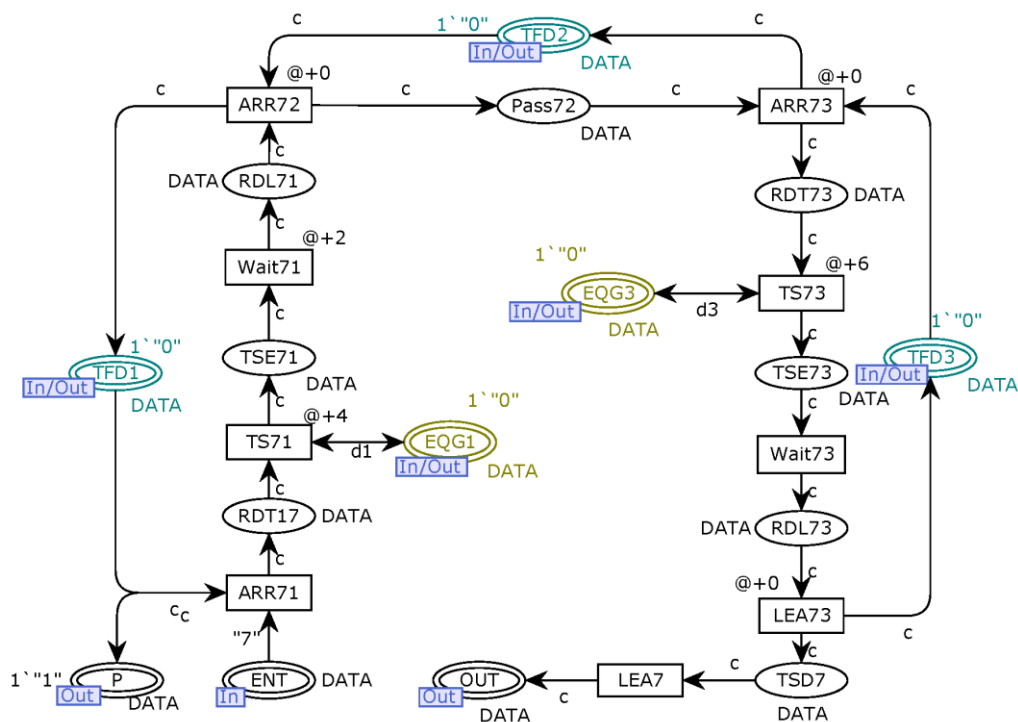 c
1`"0"
TFD2
In/Out
DATA
c
@+0
@+0
c
ARR72
c
Pass72
DATA
c
ARR73
c
c
c
DATA
RDL71
RDT73
DATA
c
c
@+2
Wait71
1`"0"
@+6
EQG3
In/Out
DATA
d3
TS73
c
c
1`"0"
TFD1
In/Out
DATA
TSE71
DATA
TSE73
DATA
1`"0"
TFD3
In/Out
DATA
c
c
1`"0"
@+4
TS71
d1
EQG1
In/Out
DATA
Wait73
c
c
RDT17
DATA
DATA
RDL73
c
c
@+0
ARR71
cc
LEA73
c
"7"
c
1`"1"
P
Out
DATA
ENT
In
DATA
OUT
Out
DATA
c
LEA7
c
TSD7
DATA